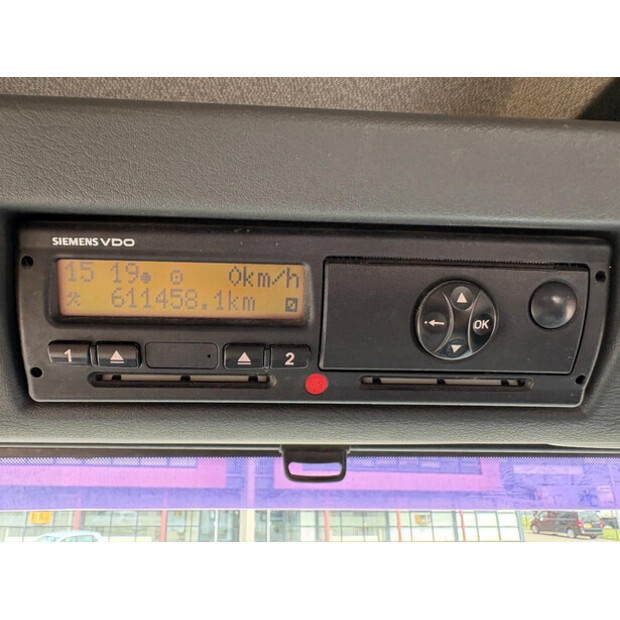 SIEMENS VDO
15 19 0km/h
611458.1km
1 2
OK